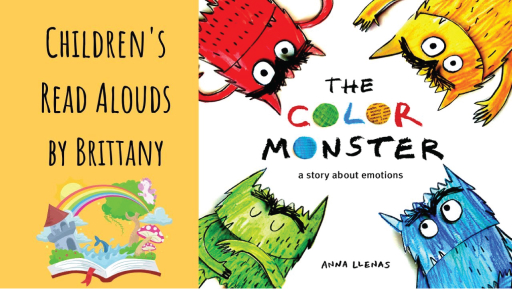 Children's
Read Alouds
by Brittany
THE
COLOR
MONSTER
a story about emotions
ANNA LLENAS